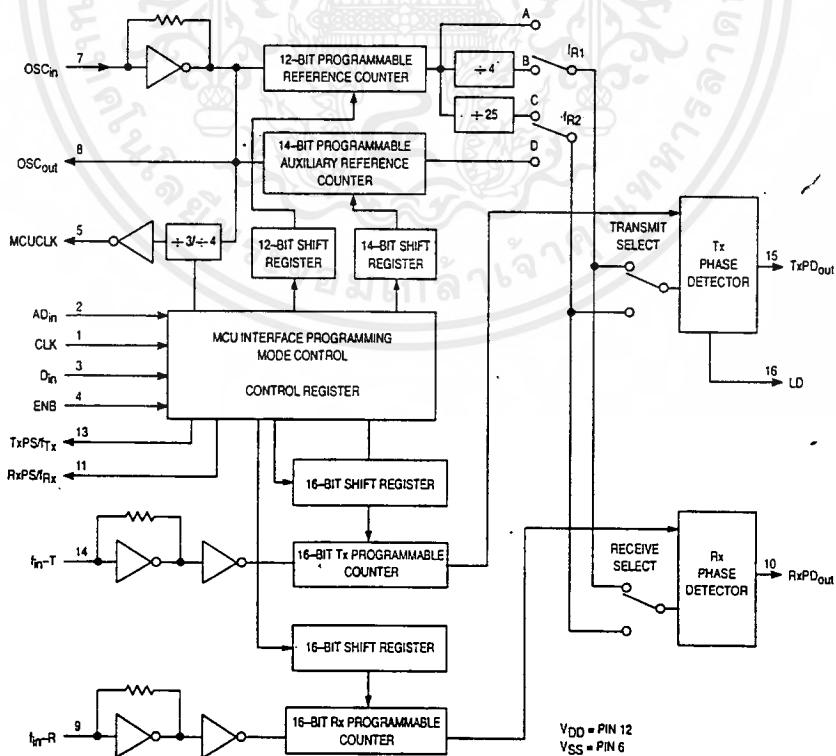 OSCin
7
12–BIT PROGRAMMABLE
REFERENCE COUNTER
A
÷4
B
fR1
÷25
C
fR2
D
OSCout
8
14–BIT PROGRAMMABLE
AUXILIARY REFERENCE
COUNTER
MCUCLK
5
÷3/÷4
12–BIT SHIFT
REGISTER
14–BIT SHIFT
REGISTER
TRANSMIT
SELECT
Tx
PHASE
DETECTOR
15
TxPDout
16
LD
ADin
2
CLK
1
Din
3
ENB
4
MCU INTERFACE PROGRAMMING
MODE CONTROL
CONTROL REGISTER
TxPS/fTx
13
RxPS/fRx
11
16–BIT SHIFT REGISTER
fin–T
14
16–BIT Tx PROGRAMMABLE
COUNTER
RECEIVE
SELECT
Rx
PHASE
DETECTOR
10
RxPDout
16–BIT SHIFT REGISTER
fin–R
9
16–BIT Rx PROGRAMMABLE
COUNTER
VDD = PIN 12
VSS = PIN 6